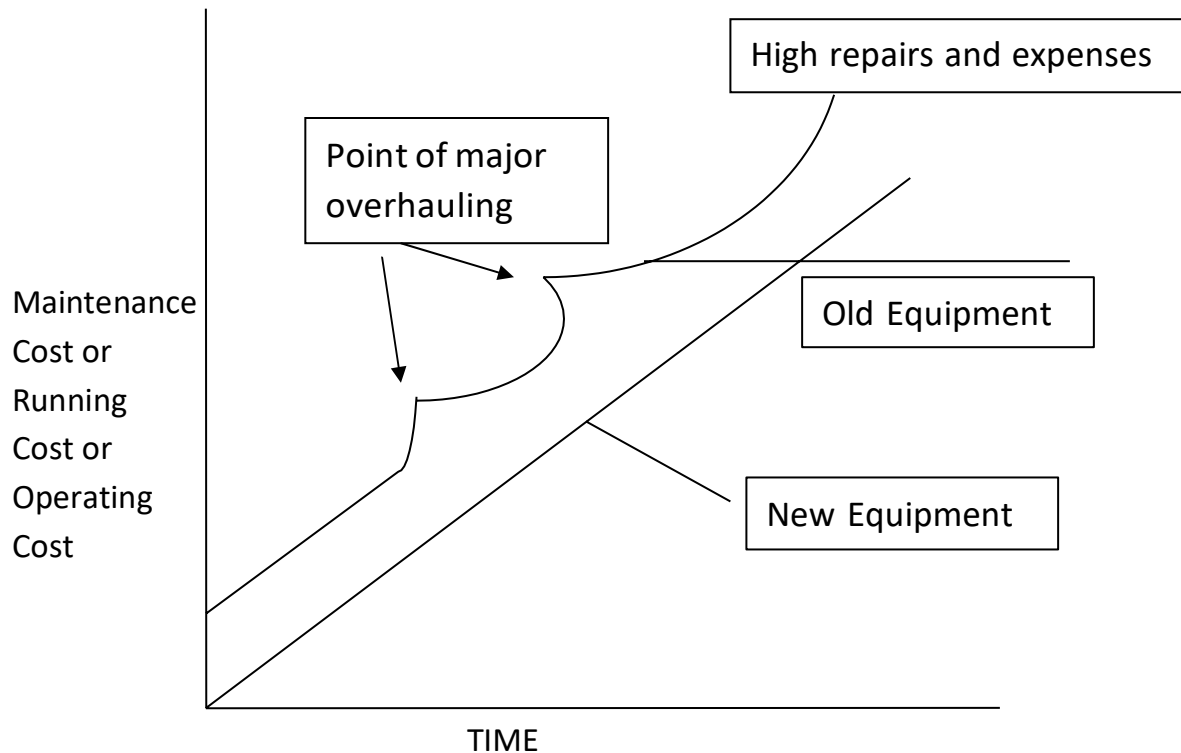 High repairs and expenses
Point of major
overhauling
Maintenance
Cost or
Running
Cost or
Operating
Cost
Old Equipment
New Equipment
TIME